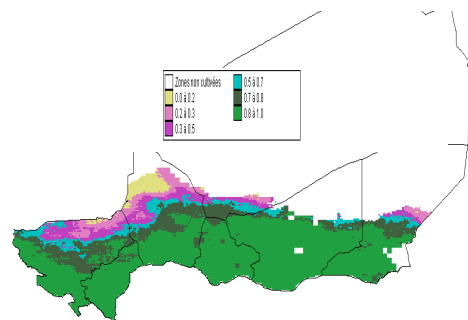 Zones non cultivées
0.0 à 0.2
0.2 à 0.3
0.3 à 0.5
0.5 à 0.7
0.7 à 0.8
0.8 à 1.0